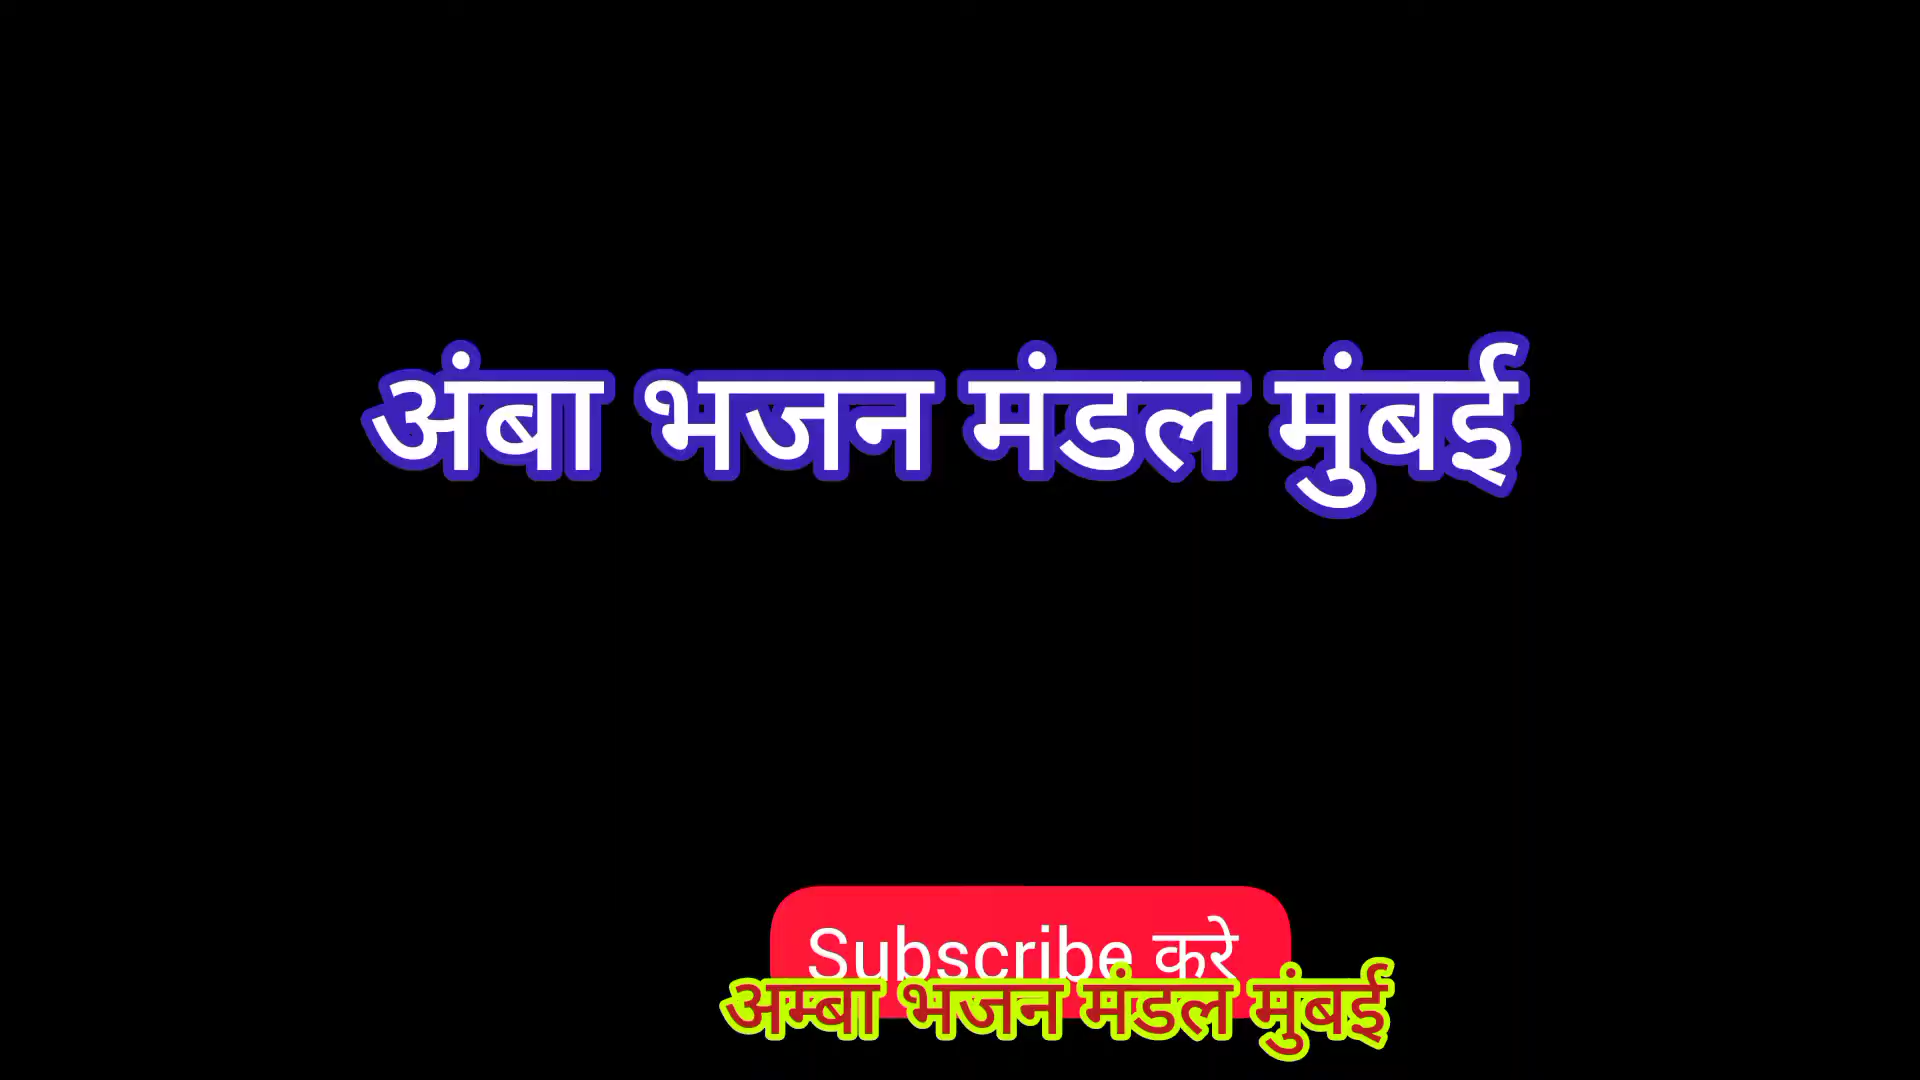 अंबा भजन मंडल मुंबई
Subscribe करे
अम्बा भजन मंडल मुंबई